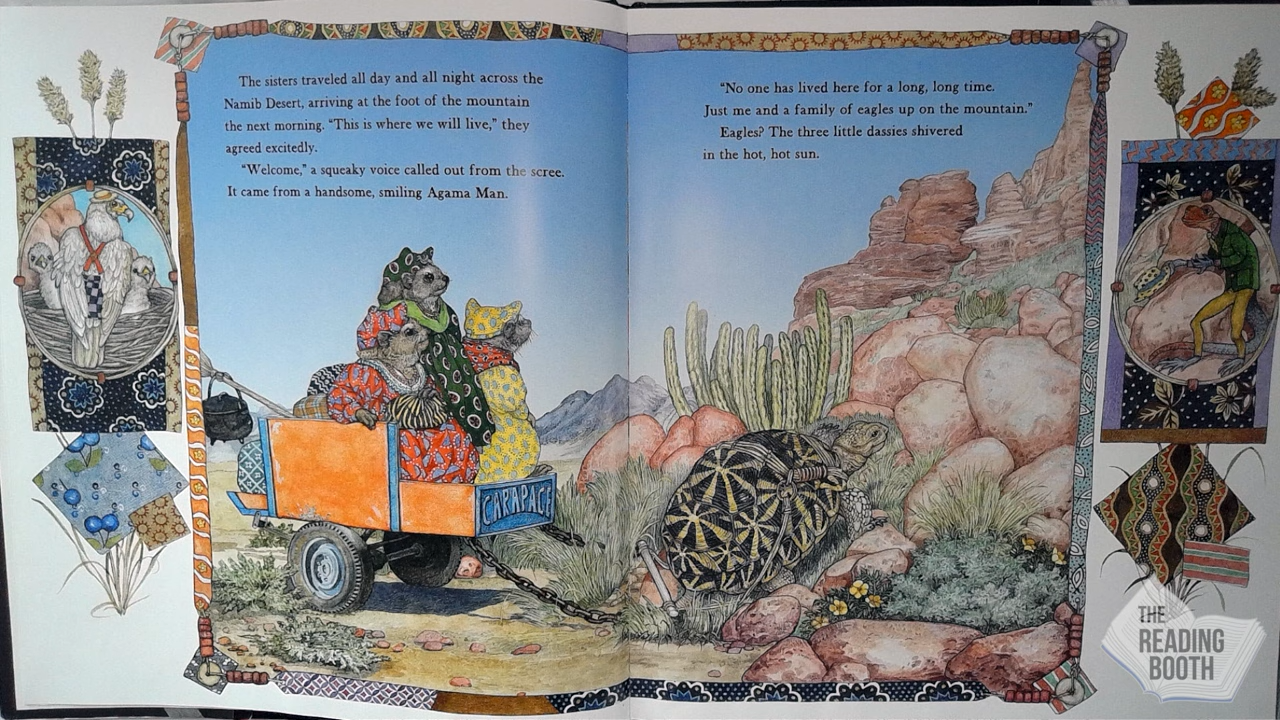 The sisters traveled all day and all night across the
Namib Desert, arriving at the foot of the mountain
the next morning. “This is where we will live,” they
agreed excitedly.
“Welcome,” a squeaky voice called out from the scree.
It came from a handsome, smiling Agama Man.
“No one has lived here for a long, long time.
Just me and a family of eagles up on the mountain.”
Eagles? The three little dassies shivered
in the hot, hot sun.
CARAPACE
THE
READING
BOOTH